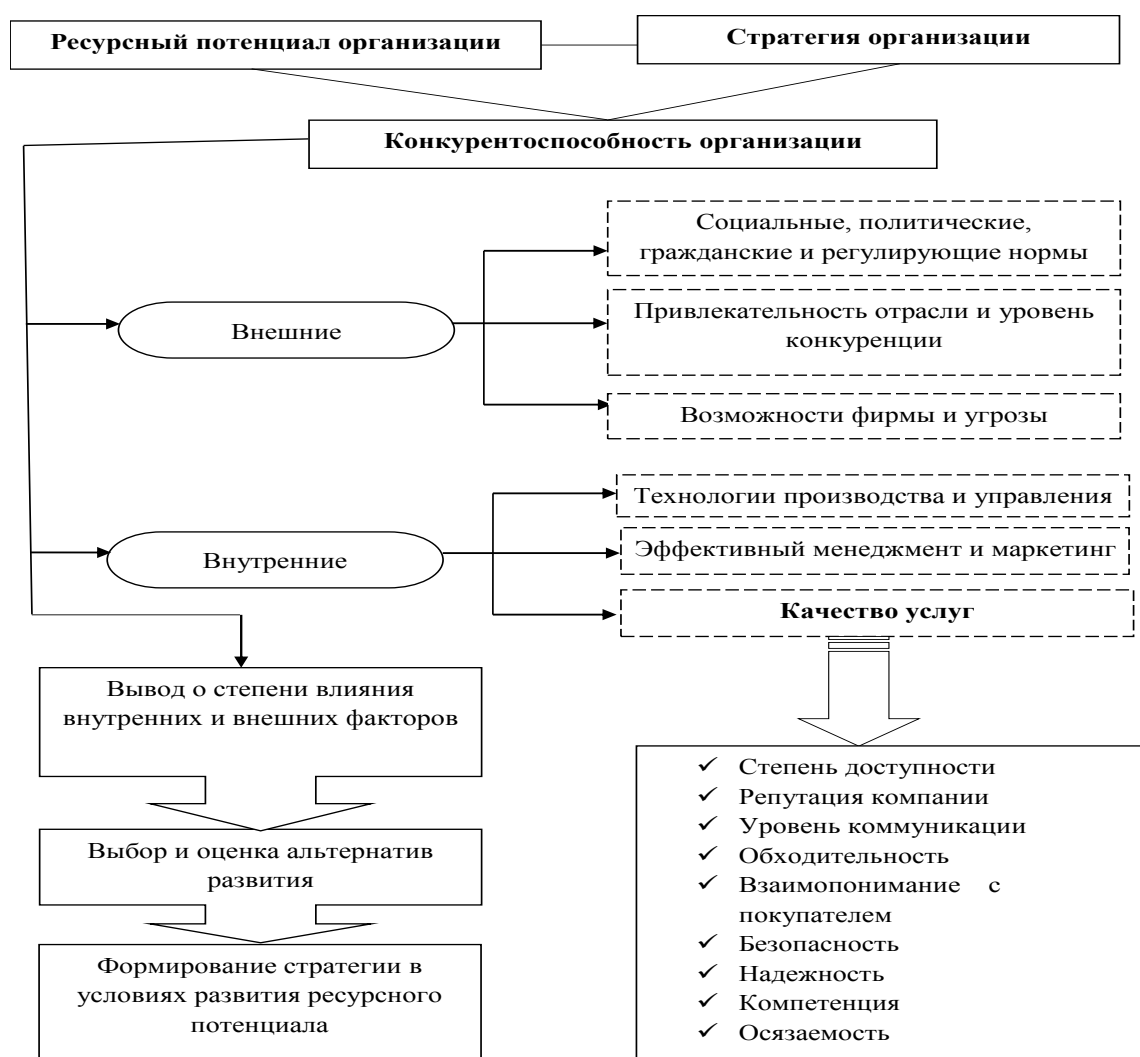 Ресурсный потенциал организации
Стратегия организации
Конкурентоспособность организации
Социальные, политические,
гражданские и регулирующие нормы
Внешние
Привлекательность отрасли и уровень
конкуренции
Возможности фирмы и угрозы
Технологии производства и управления
Внутренние
Эффективный менеджмент и маркетинг
Качество услуг
Вывод о степени влияния
внутренних и внешних факторов
Выбор и оценка альтернатив
развития
Формирование стратегии в
условиях развития ресурсного
потенциала
✓ Степень доступности
✓ Репутация компании
✓ Уровень коммуникации
✓ Обходительность
✓ Взаимопонимание с
покупателем
✓ Безопасность
✓ Надежность
✓ Компетенция
✓ Осязаемость